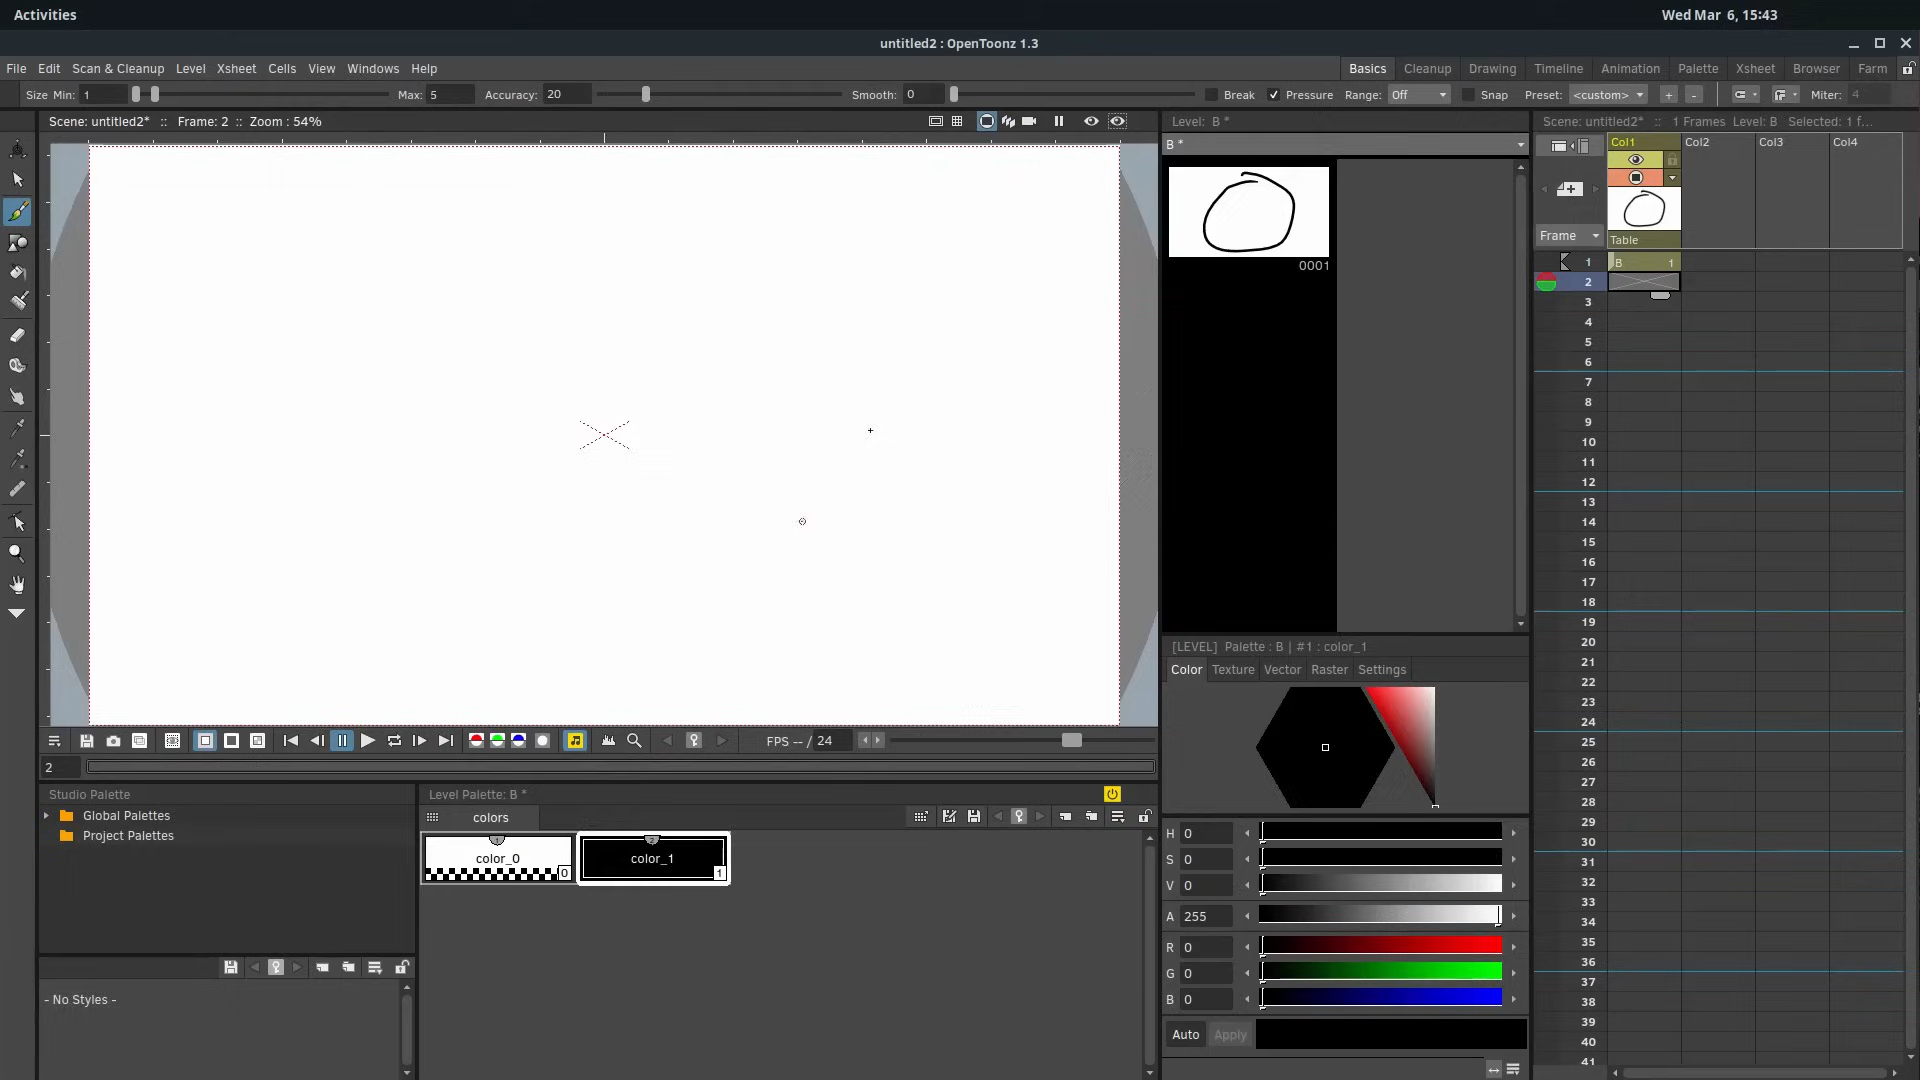 Activities
Wed Mar 6, 15:43
untitled2 : OpenToonz 1.3
File Edit Scan & Cleanup Level Xsheet Cells View Windows Help
Basics Cleanup Drawing Timeline Animation Palette Xsheet Browser Farm
Size Min: 1 Max: 5 Accuracy: 20 Smooth: 0 Break Pressure Range: Off Snap Preset: <custom> + - Miter: 4
Scene: untitled2* :: Frame: 2 :: Zoom : 54%
Level: B *
Scene: untitled2* :: 1 Frames Level: B Selected: 1 f...
B *
Col1 Col2 Col3 Col4
0001
Frame
Table
1 B 1
2
3
4
5
6
7
8
9
10
11
12
13
14
15
16
17
18
19
20
21
22
23
24
25
26
27
28
29
30
31
32
33
34
35
36
37
38
39
40
41
[LEVEL] Palette : B | #1 : color_1
Color Texture Vector Raster Settings
FPS -- / 24
2
Studio Palette
Global Palettes
Project Palettes
- No Styles -
Level Palette: B *
colors
color_0 0
color_1 1
H 0
S 0
V 0
A 255
R 0
G 0
B 0
Auto Apply